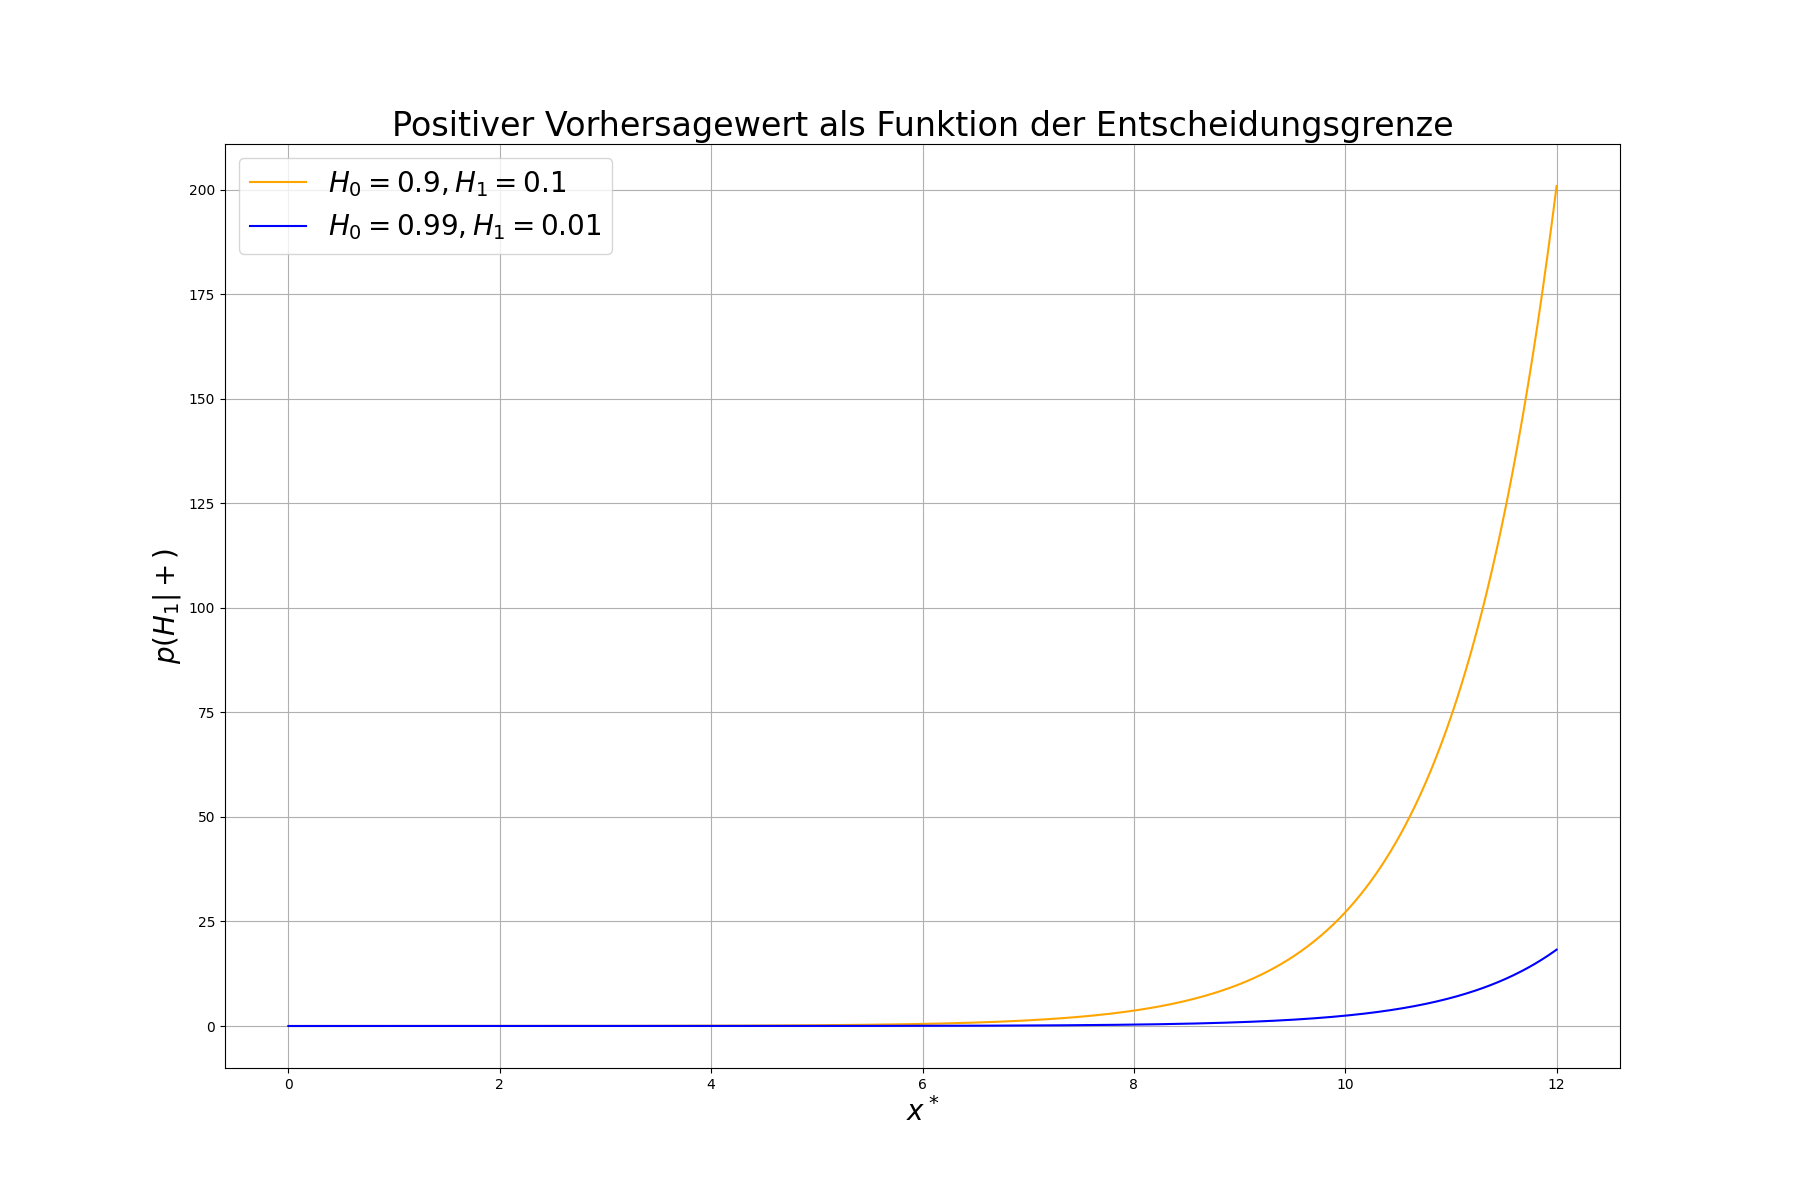 Positiver Vorhersagewert als Funktion der Entscheidungsgrenze
H₀ = 0.9, H₁ = 0.1
H₀ = 0.99, H₁ = 0.01
200
175
150
125
100
75
50
25
0
p(H₁| + )
0 2 4 6 8 10 12
x*